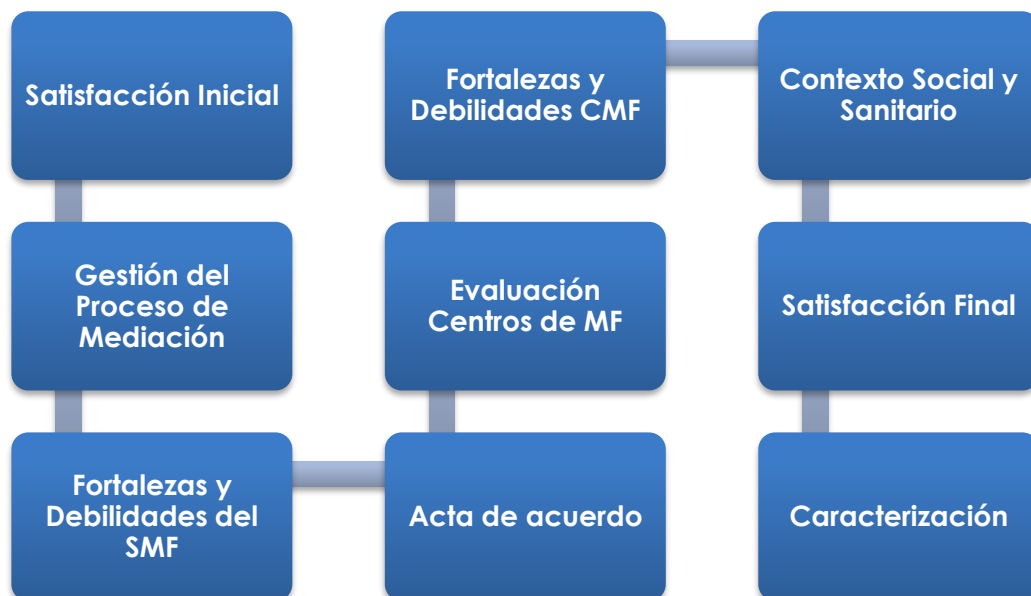 Satisfacción Inicial
Gestión del
Proceso de
Mediación
Fortalezas y
Debilidades del
SMF
Acta de acuerdo
Evaluación
Centros de MF
Fortalezas y
Debilidades CMF
Contexto Social y
Sanitario
Satisfacción Final
Caracterización